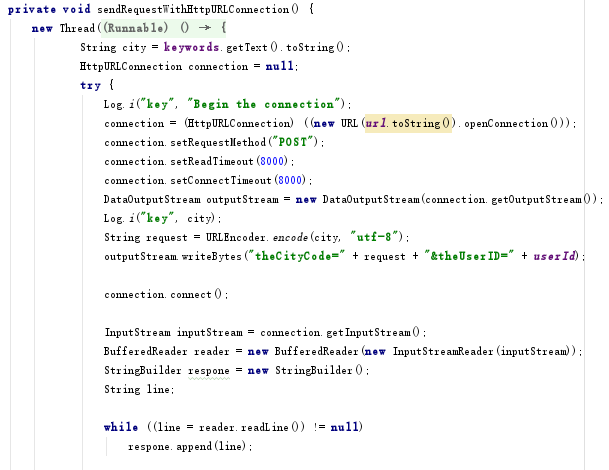 private void sendRequestWithHttpURLConnection() {
    new Thread((Runnable) () → {
            String city = keywords.getText().toString();
            HttpURLConnection connection = null;
            try {
                Log.i("key", "Begin the connection");
                connection = (HttpURLConnection) ((new URL(url.toString()).openConnection()));
                connection.setRequestMethod("POST");
                connection.setReadTimeout(8000);
                connection.setConnectTimeout(8000);
                DataOutputStream outputStream = new DataOutputStream(connection.getOutputStream());
                Log.i("key", city);
                String request = URLEncoder.encode(city, "utf-8");
                outputStream.writeBytes("theCityCode=" + request + "&theUserID=" + userId);

                connection.connect();

                InputStream inputStream = connection.getInputStream();
                BufferedReader reader = new BufferedReader(new InputStreamReader(inputStream));
                StringBuilder respone = new StringBuilder();
                String line;

                while ((line = reader.readLine()) != null)
                    respone.append(line);